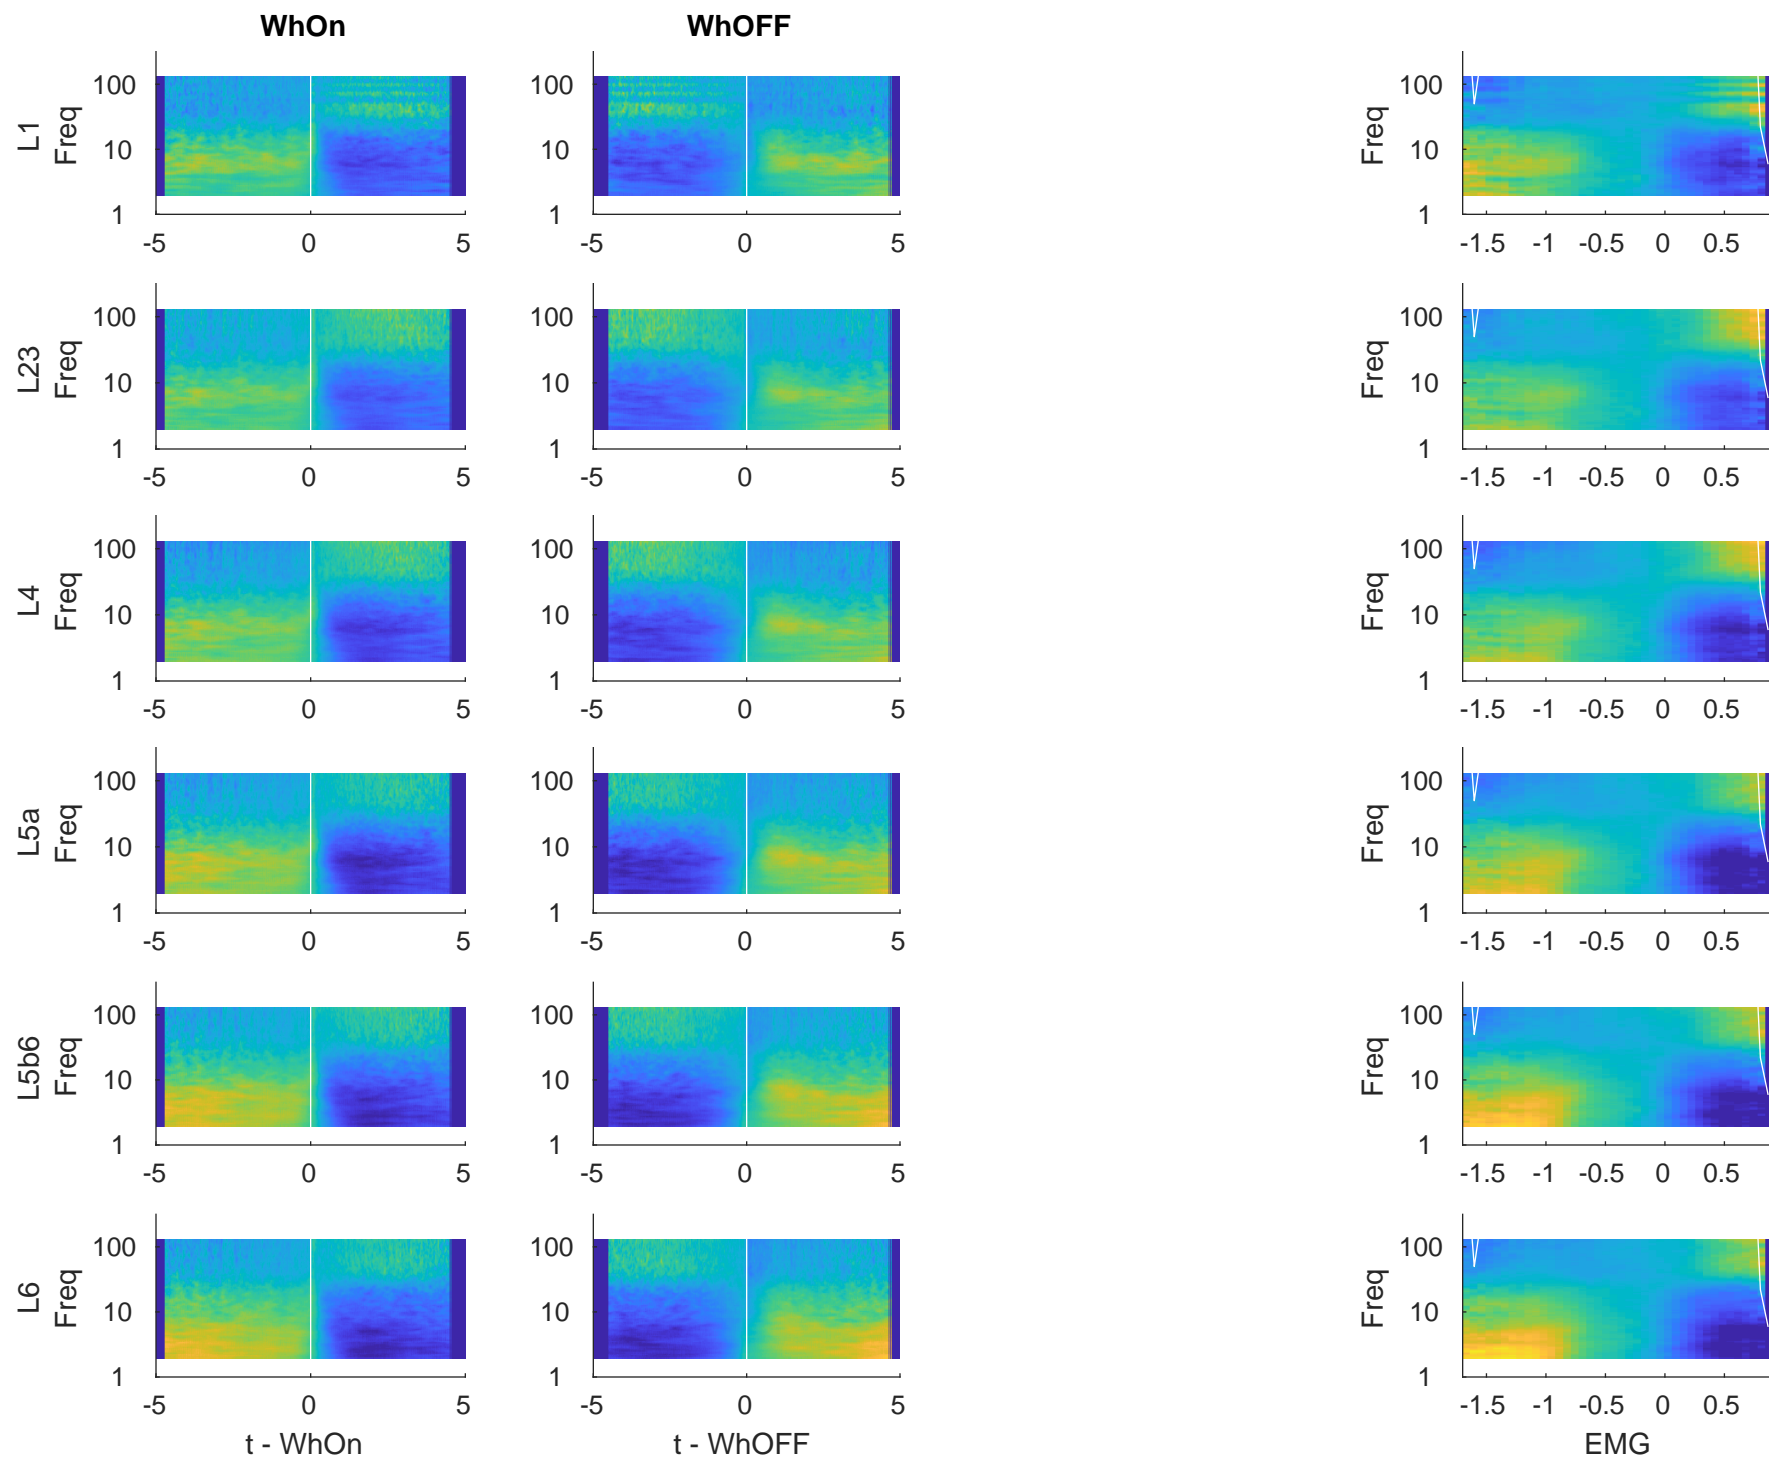 WhOn WhOFF
L1 Freq 100 10 1 100 10 1 Freq 100 10 1
-5 0 5 -5 0 5 -1.5 -1 -0.5 0 0.5
L23 Freq 100 10 1 100 10 1 Freq 100 10 1
-5 0 5 -5 0 5 -1.5 -1 -0.5 0 0.5
L4 Freq 100 10 1 100 10 1 Freq 100 10 1
-5 0 5 -5 0 5 -1.5 -1 -0.5 0 0.5
L5a Freq 100 10 1 100 10 1 Freq 100 10 1
-5 0 5 -5 0 5 -1.5 -1 -0.5 0 0.5
L5b6 Freq 100 10 1 100 10 1 Freq 100 10 1
-5 0 5 -5 0 5 -1.5 -1 -0.5 0 0.5
L6 Freq 100 10 1 100 10 1 Freq 100 10 1
-5 0 5 -5 0 5 -1.5 -1 -0.5 0 0.5
t - WhOn t - WhOFF EMG